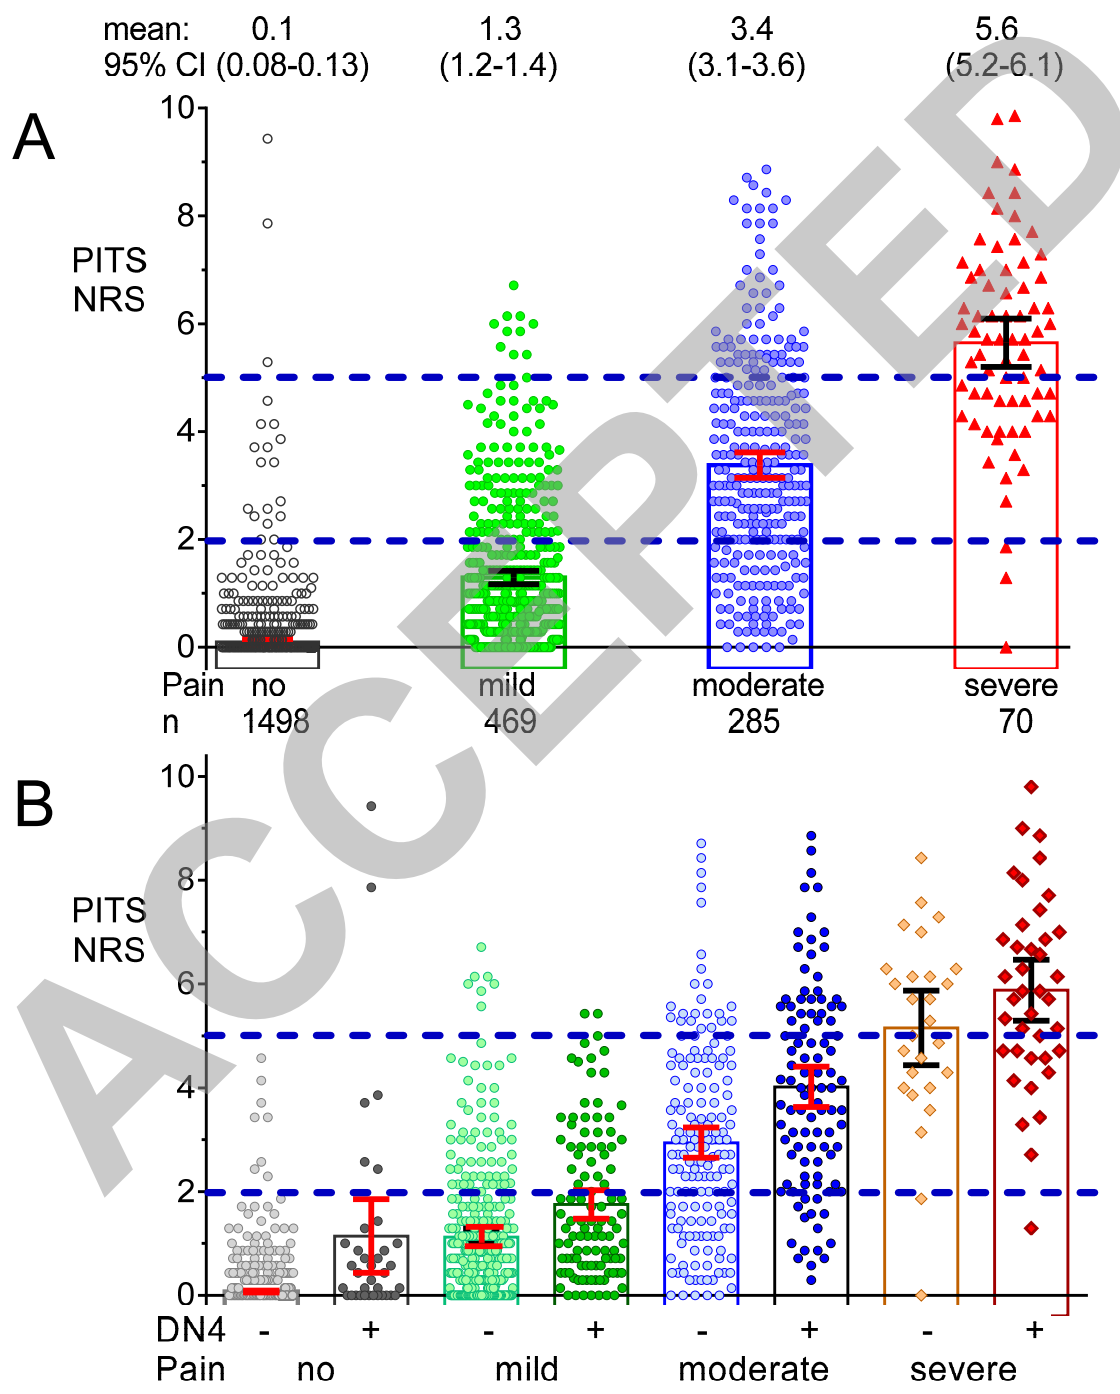 mean: 0.1 1.3 3.4 5.6
95% CI (0.08-0.13) (1.2-1.4) (3.1-3.6) (5.2-6.1)
A
10
8
PITS
NRS
6
4
2
0
Pain no mild moderate severe
n 1498 469 285 70
B
10
8
PITS
NRS
6
4
2
0
DN4 - + - + - + - +
Pain no mild moderate severe
ACCEPTED